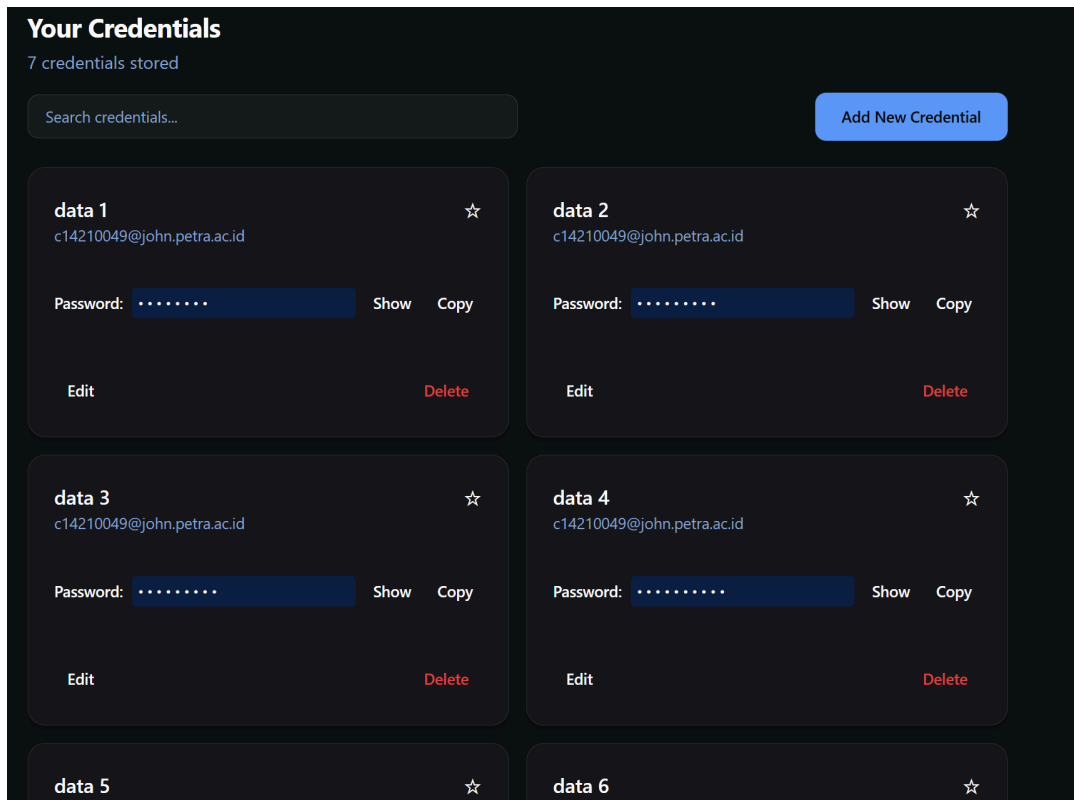 Your Credentials
7 credentials stored
Search credentials...
Add New Credential
data 1
☆
c14210049@john.petra.ac.id
Password: •••••••• Show Copy
Edit Delete
data 2
☆
c14210049@john.petra.ac.id
Password: ••••••••• Show Copy
Edit Delete
data 3
☆
c14210049@john.petra.ac.id
Password: ••••••••• Show Copy
Edit Delete
data 4
☆
c14210049@john.petra.ac.id
Password: •••••••••• Show Copy
Edit Delete
data 5
☆
data 6
☆